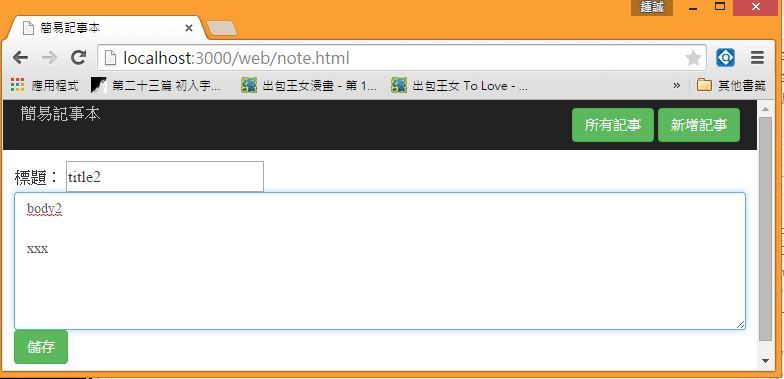 鍾誠
簡易記事本
localhost:3000/web/note.html
應用程式 第二十三篇 初入宇... 出包王女漫畫 - 第 1... 出包王女 To Love - ... » 其他書籤
簡易記事本 所有記事 新增記事
標題： title2
body2
xxx
儲存